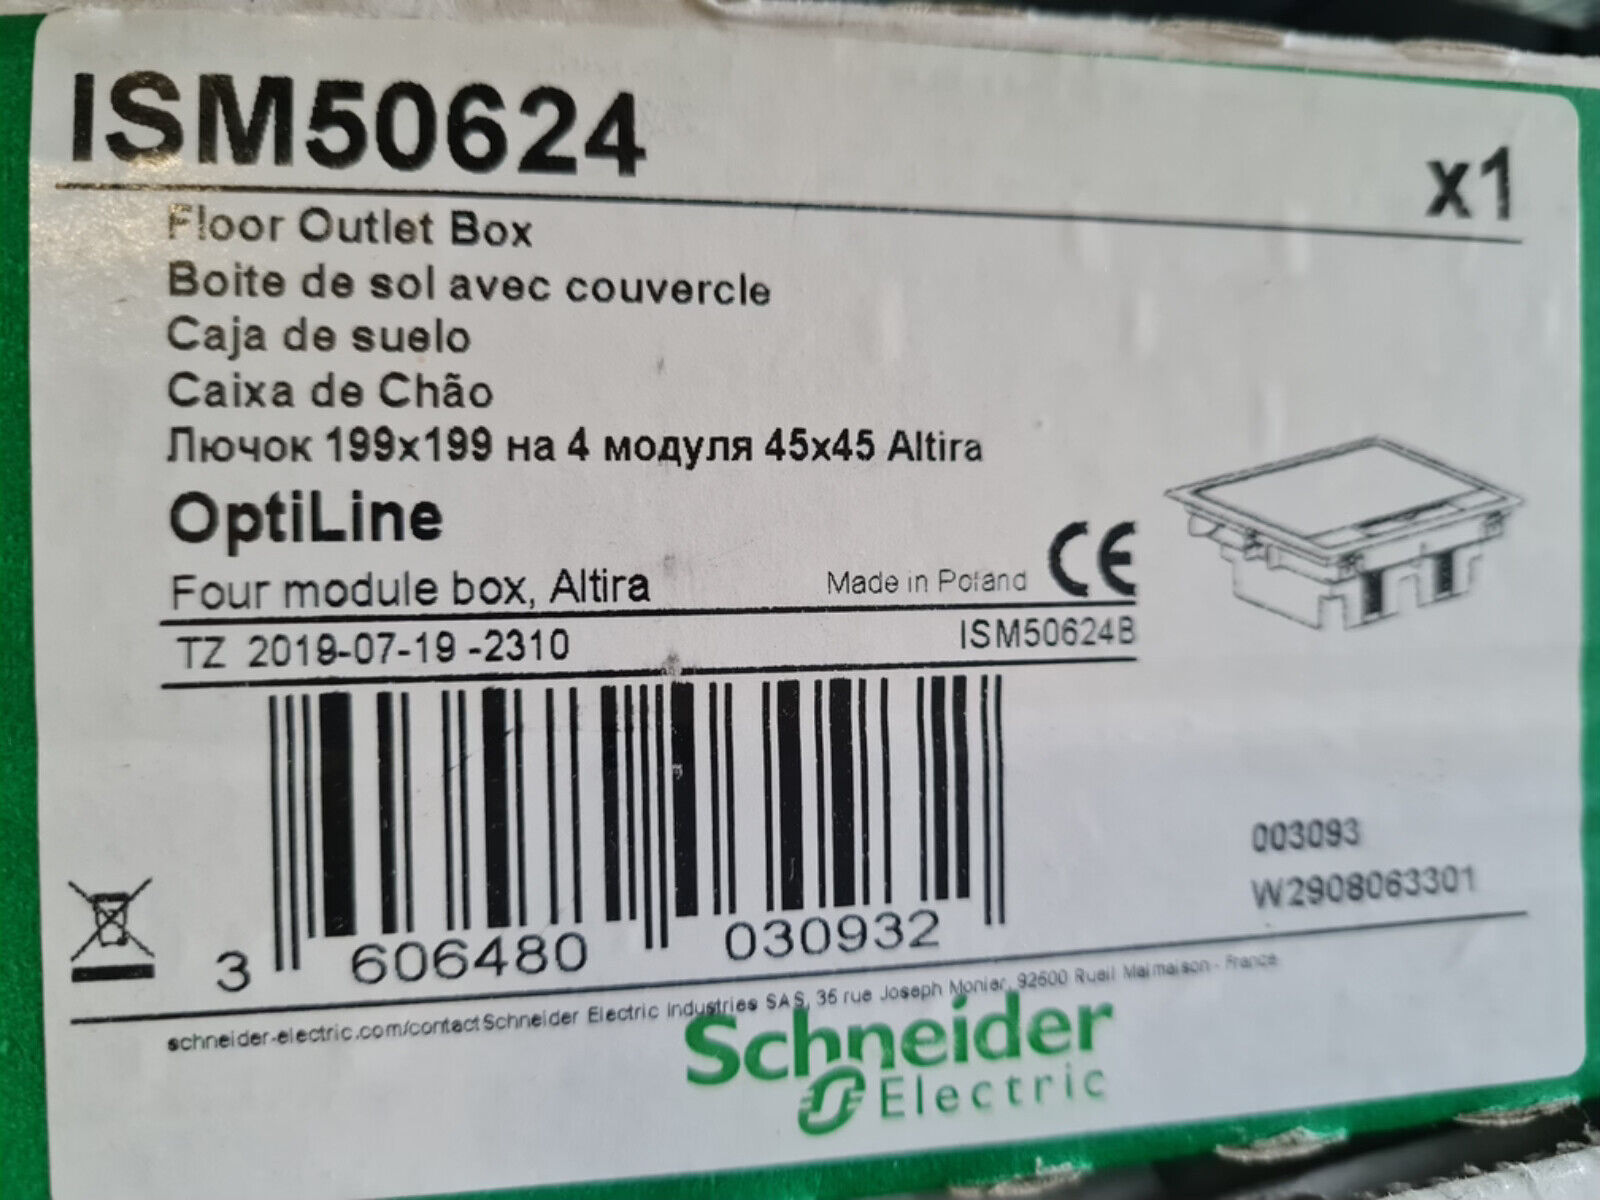 ISM50624
x1
Floor Outlet Box
Boite de sol avec couvercle
Caja de suelo
Caixa de Chão
Лючок 199x199 на 4 модуля 45x45 Altira
OptiLine
Four module box, Altira
Made in Poland CE
TZ 2019-07-19 -2310
ISM50624B
003093
W2908063301
3 606480 030932
schneider-electric.com/contact Schneider Electric Industries SAS, 35 rue Joseph Monier, 92500 Rueil Malmaison - France
Schneider
Electric